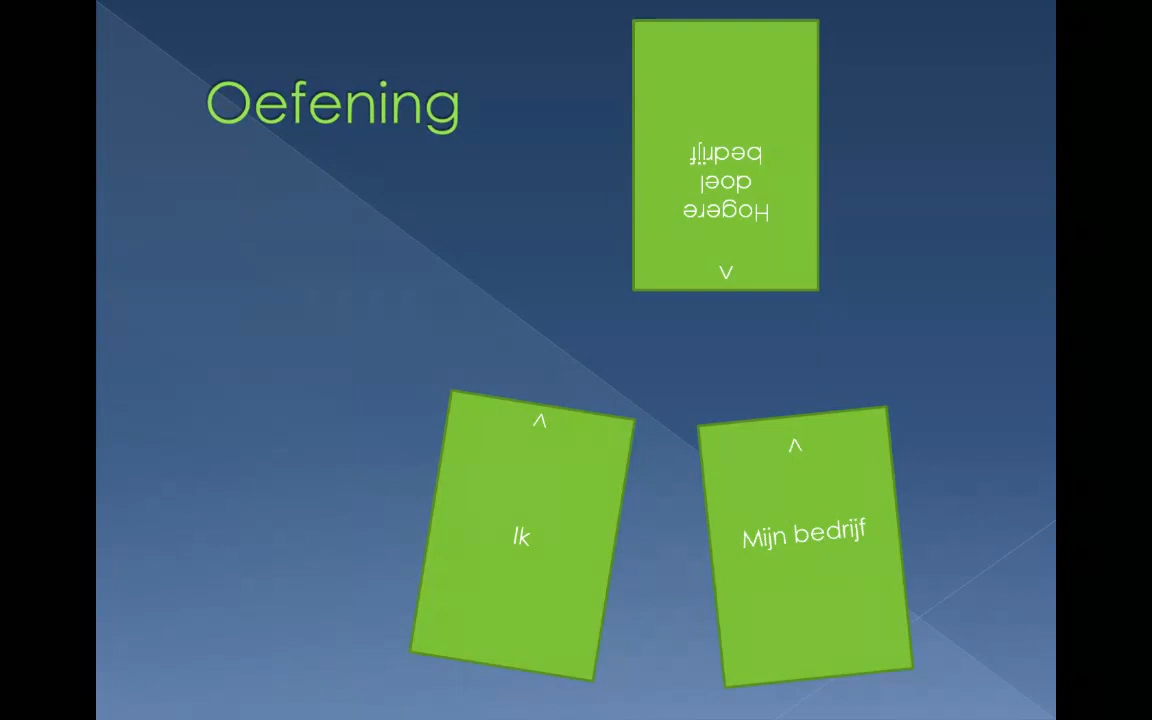 Oefening
Hogere
doel
bedrijf
^
^
Ik
^
Mijn bedrijf